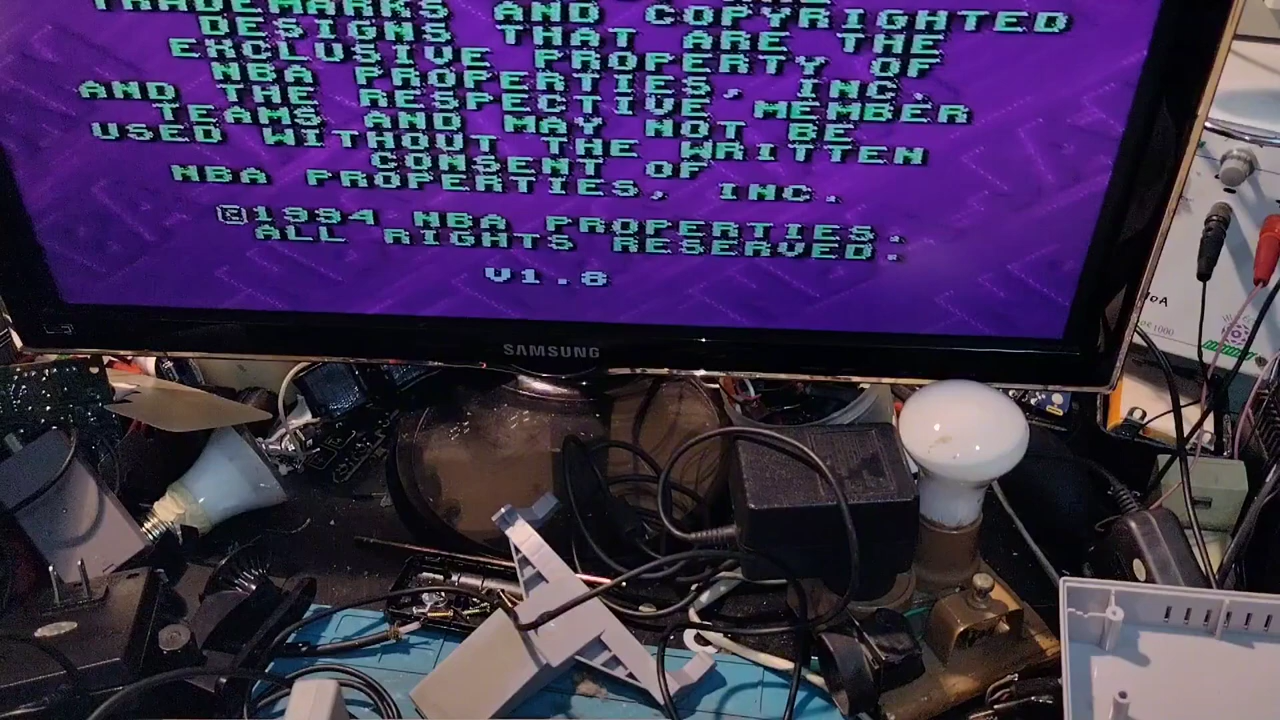 TRADEMARKS AND COPYRIGHTED
DESIGNS THAT ARE THE
EXCLUSIVE PROPERTY OF
NBA PROPERTIES, INC.
AND THE RESPECTIVE MEMBER
TEAMS AND MAY NOT BE
USED WITHOUT THE WRITTEN
CONSENT OF
NBA PROPERTIES, INC.
©1994 NBA PROPERTIES.
ALL RIGHTS RESERVED.
V1.8
SAMSUNG